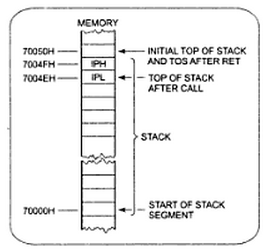 MEMORY
70050H
INITIAL TOP OF STACK
AND TOS AFTER RET
7004FH
IPH
7004EH
IPL
TOP OF STACK
AFTER CALL
STACK
70000H
START OF STACK
SEGMENT